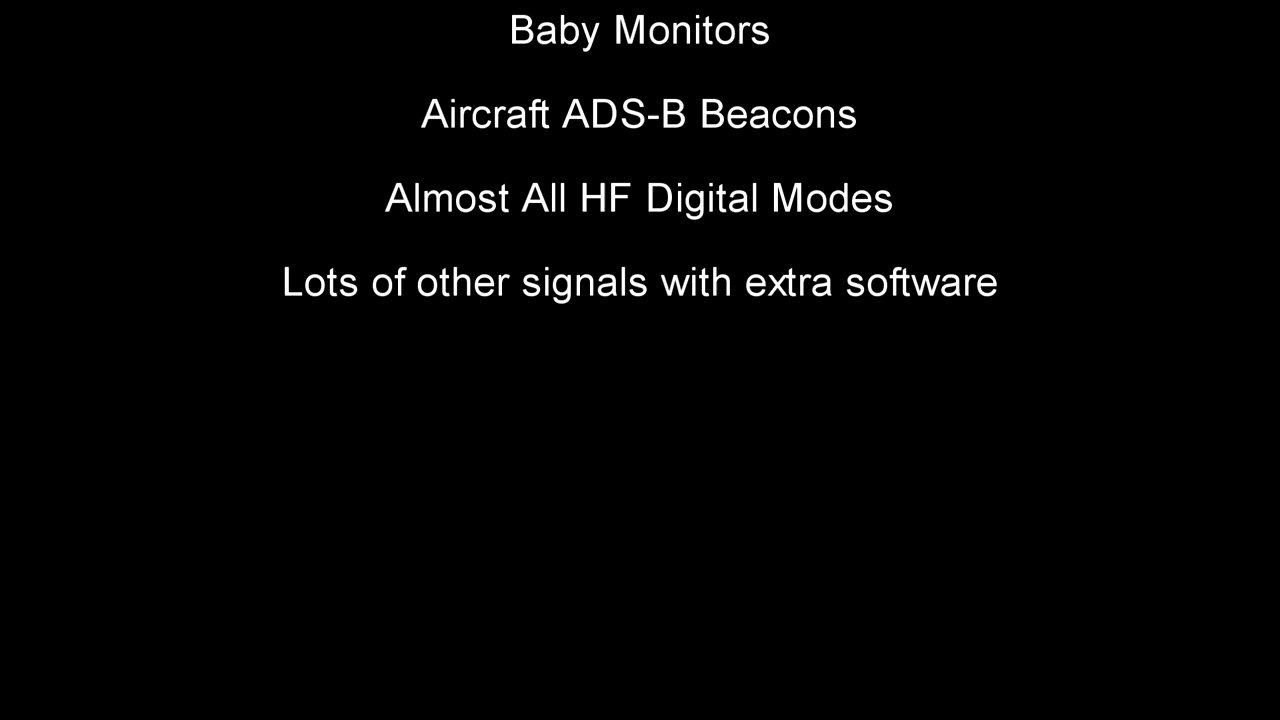 Baby Monitors
Aircraft ADS-B Beacons
Almost All HF Digital Modes
Lots of other signals with extra software